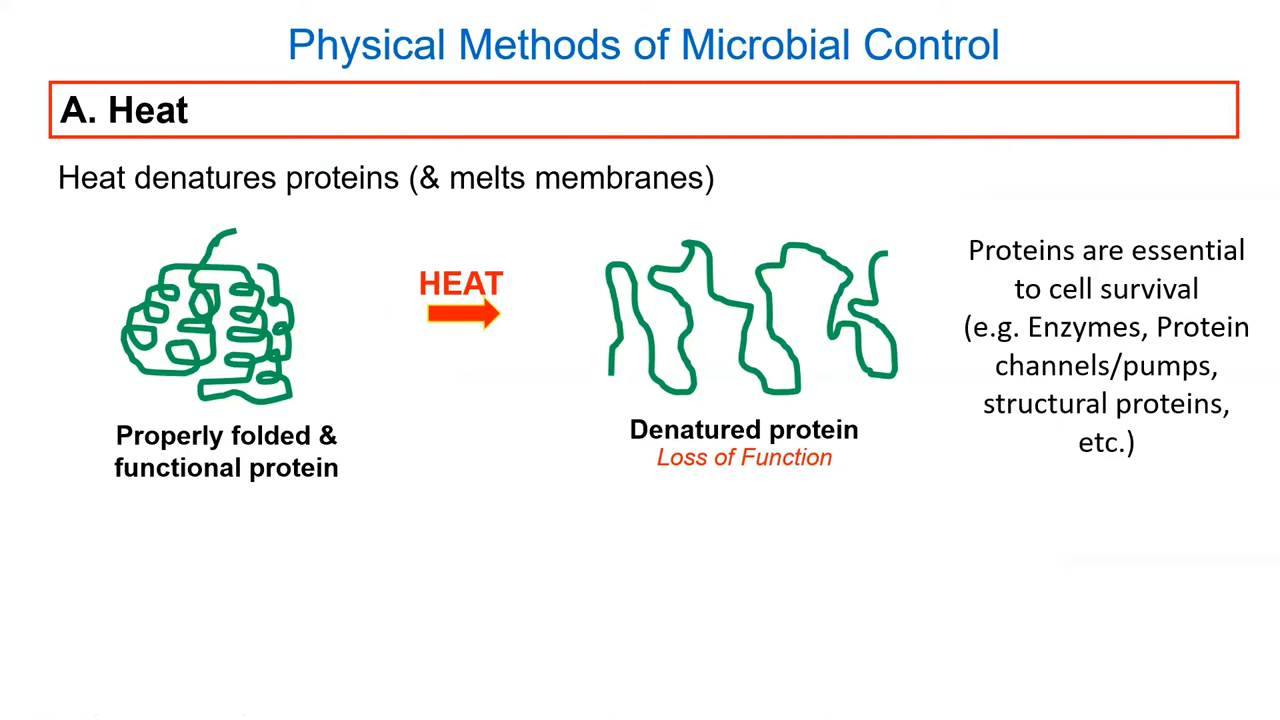 Physical Methods of Microbial Control
A. Heat
Heat denatures proteins (& melts membranes)
HEAT
Properly folded &
functional protein
Denatured protein
Loss of Function
Proteins are essential
to cell survival
(e.g. Enzymes, Protein
channels/pumps,
structural proteins,
etc.)